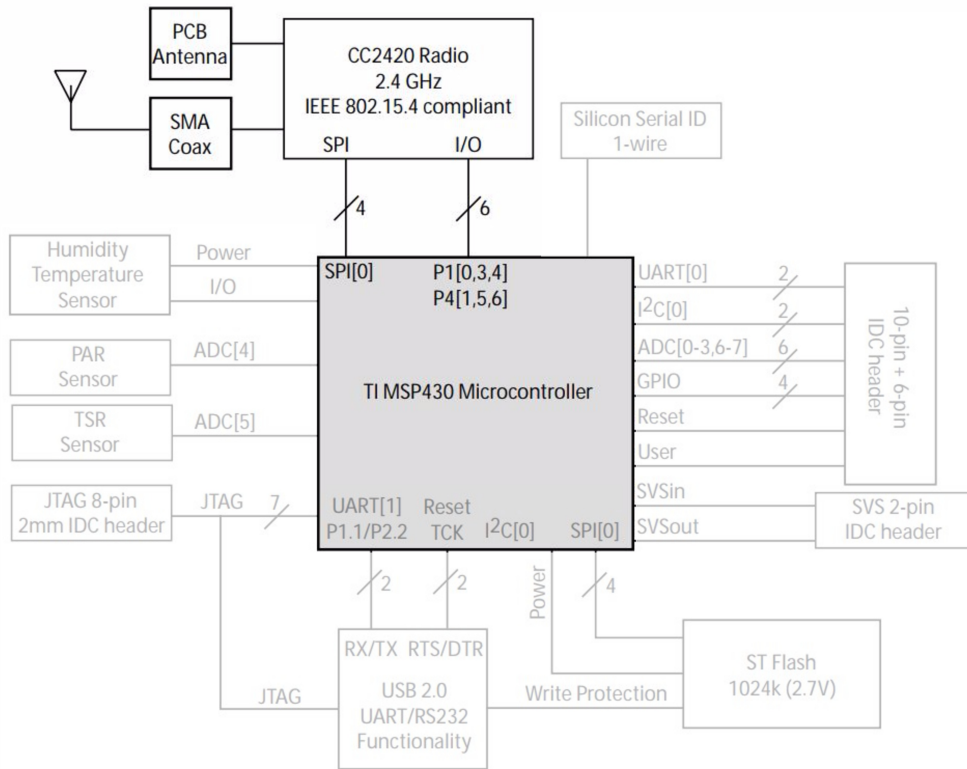 PCB
Antenna
CC2420 Radio
2.4 GHz
IEEE 802.15.4 compliant
SPI
I/O
SMA
Coax
Silicon Serial ID
1-wire
4
6
Humidity
Temperature
Sensor
Power
I/O
SPI[0]
P1[0,3,4]
P4[1,5,6]
UART[0]
2
I²C[0]
2
ADC[0-3,6-7]
6
GPIO
4
Reset
User
10-pin + 6-pin
IDC header
PAR
Sensor
ADC[4]
TI MSP430 Microcontroller
TSR
Sensor
ADC[5]
JTAG 8-pin
2mm IDC header
JTAG
7
UART[1]
P1.1/P2.2
Reset
TCK
I²C[0]
SPI[0]
SVSin
SVSout
SVS 2-pin
IDC header
2
2
Power
4
RX/TX
RTS/DTR
USB 2.0
UART/RS232
Functionality
JTAG
Write Protection
ST Flash
1024k (2.7V)